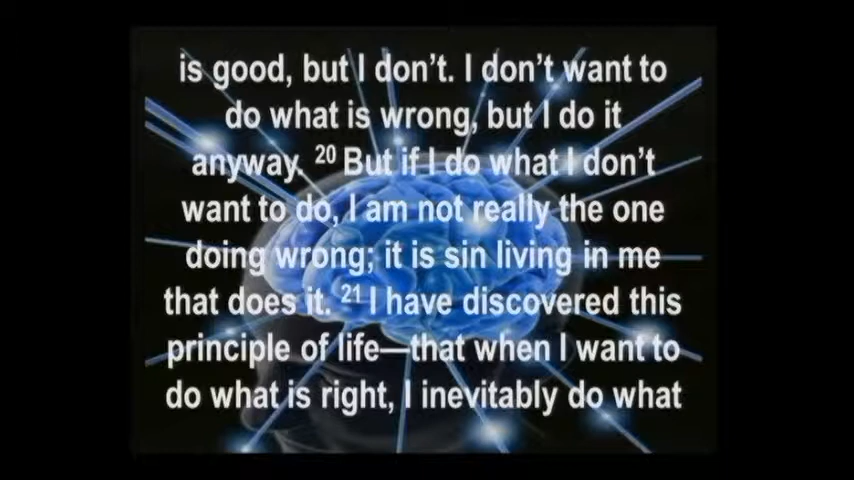 is good, but I don’t. I don’t want to
do what is wrong, but I do it
anyway. 20 But if I do what I don’t
want to do, I am not really the one
doing wrong; it is sin living in me
that does it. 21 I have discovered this
principle of life—that when I want to
do what is right, I inevitably do what